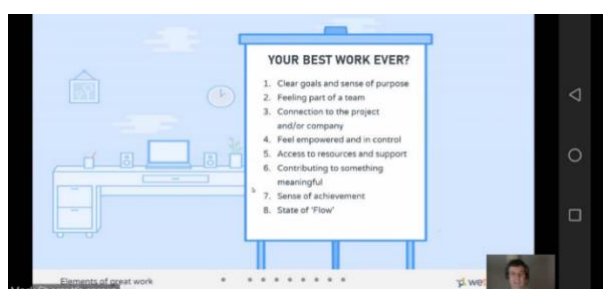 YOUR BEST WORK EVER?
1. Clear goals and sense of purpose
2. Feeling part of a team
3. Connection to the project
and/or company
4. Feel empowered and in control
5. Access to resources and support
6. Contributing to something
meaningful
7. Sense of achievement
8. State of 'Flow'
Elements of great work
we